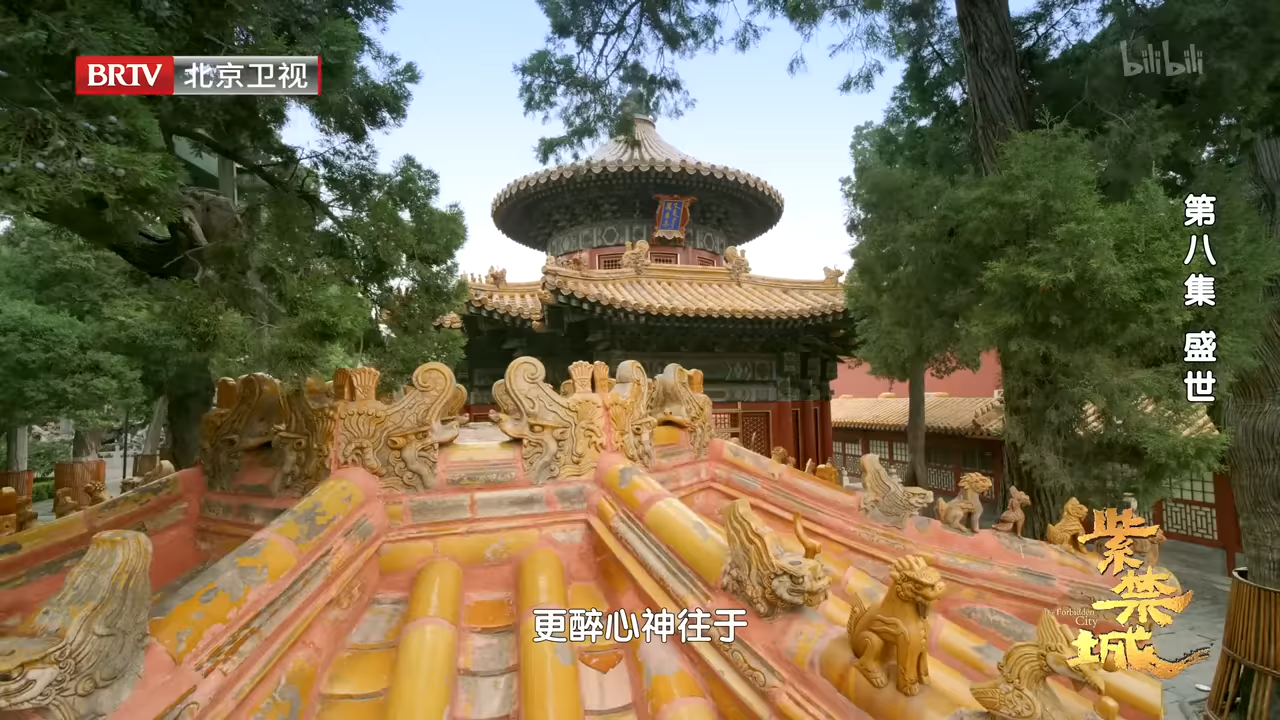 BRTV 北京卫视
bilibili
第八集 盛世
更醉心神往于
紫禁城
The Forbidden City